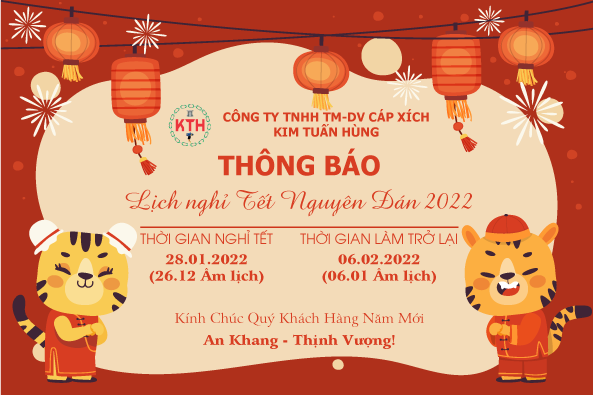 KTH
CÔNG TY TNHH TM-DV CÁP XÍCH
KIM TUẤN HÙNG
THÔNG BÁO
Lịch nghỉ Tết Nguyên Đán 2022
THỜI GIAN NGHỈ TẾT
28.01.2022
(26.12 Âm lịch)
THỜI GIAN LÀM TRỞ LẠI
06.02.2022
(06.01 Âm lịch)
Kính Chúc Quý Khách Hàng Năm Mới
An Khang - Thịnh Vượng!